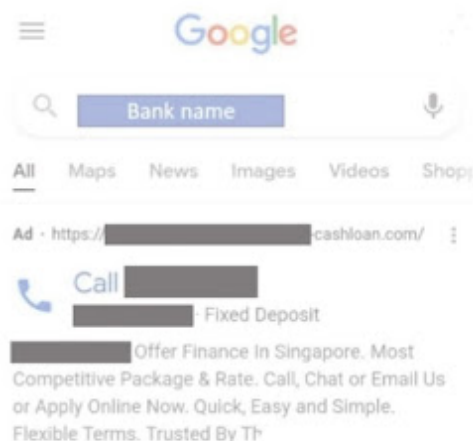 Google
Bank name
All Maps News Images Videos Shop
Ad · https:// -cashloan.com/
Call
· Fixed Deposit
Offer Finance In Singapore. Most
Competitive Package & Rate. Call, Chat or Email Us
or Apply Online Now. Quick, Easy and Simple.
Flexible Terms. Trusted By Th